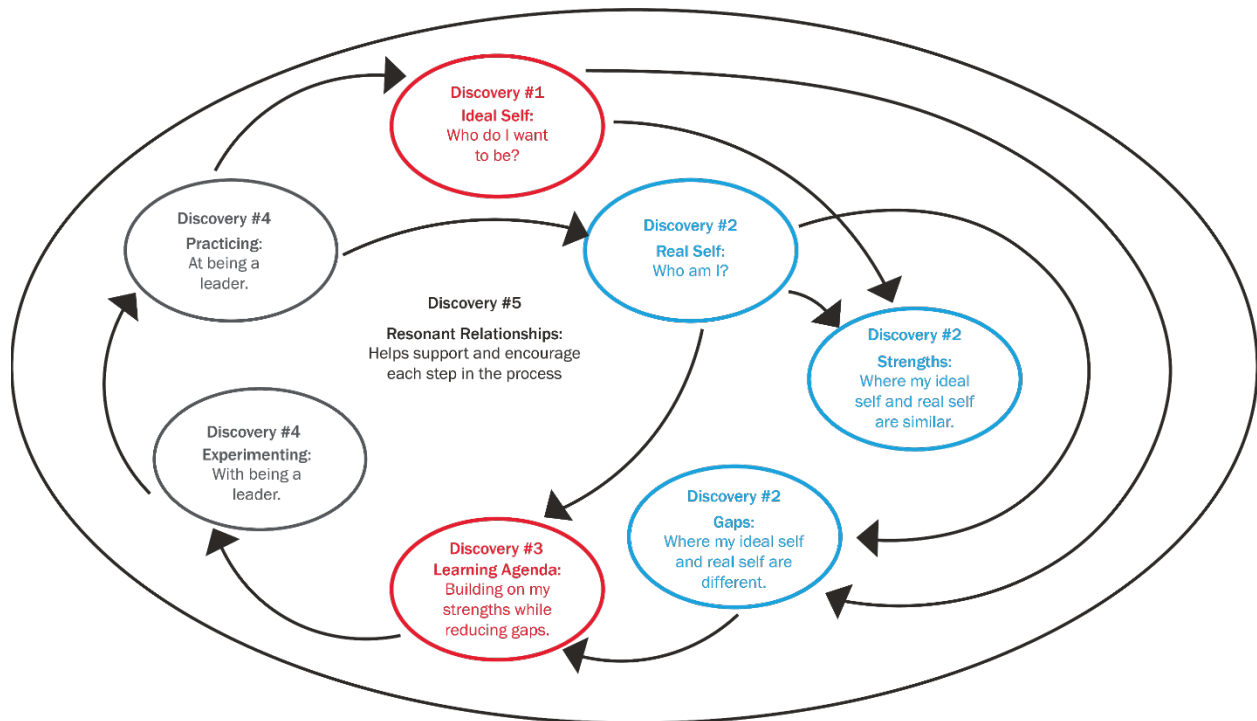 Discovery #1
Ideal Self:
Who do I want
to be?
Discovery #4
Practicing:
At being a
leader.
Discovery #2
Real Self:
Who am I?
Discovery #5
Resonant Relationships:
Helps support and encourage
each step in the process
Discovery #2
Strengths:
Where my ideal
self and real self
are similar.
Discovery #4
Experimenting:
With being a
leader.
Discovery #2
Gaps:
Where my ideal self
and real self are
different.
Discovery #3
Learning Agenda:
Building on my
strengths while
reducing gaps.